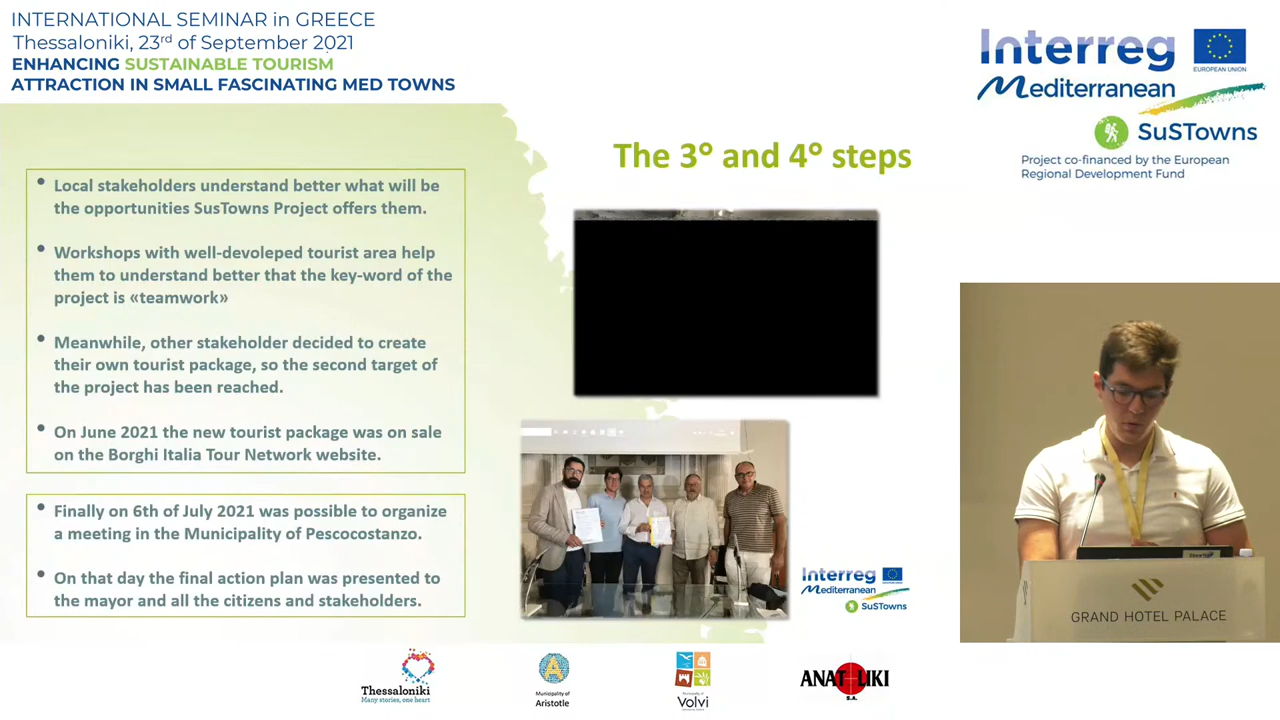 INTERNATIONAL SEMINAR in GREECE
Thessaloniki, 23rd of September 2021
ENHANCING SUSTAINABLE TOURISM
ATTRACTION IN SMALL FASCINATING MED TOWNS
Interreg
EUROPEAN UNION
Mediterranean
SuSTowns
Project co-financed by the European
Regional Development Fund
The 3° and 4° steps
• Local stakeholders understand better what will be
the opportunities SusTowns Project offers them.
• Workshops with well-devoleped tourist area help
them to understand better that the key-word of the
project is «teamwork»
• Meanwhile, other stakeholder decided to create
their own tourist package, so the second target of
the project has been reached.
• On June 2021 the new tourist package was on sale
on the Borghi Italia Tour Network website.
• Finally on 6th of July 2021 was possible to organize
a meeting in the Municipality of Pescocostanzo.
• On that day the final action plan was presented to
the mayor and all the citizens and stakeholders.
Interreg
Mediterranean
SuSTowns
GRAND HOTEL PALACE
Thessaloniki
Many stories, one heart
Municipality of
Aristotle
Municipality of
Volvi
ANATOLIKI
S.A.